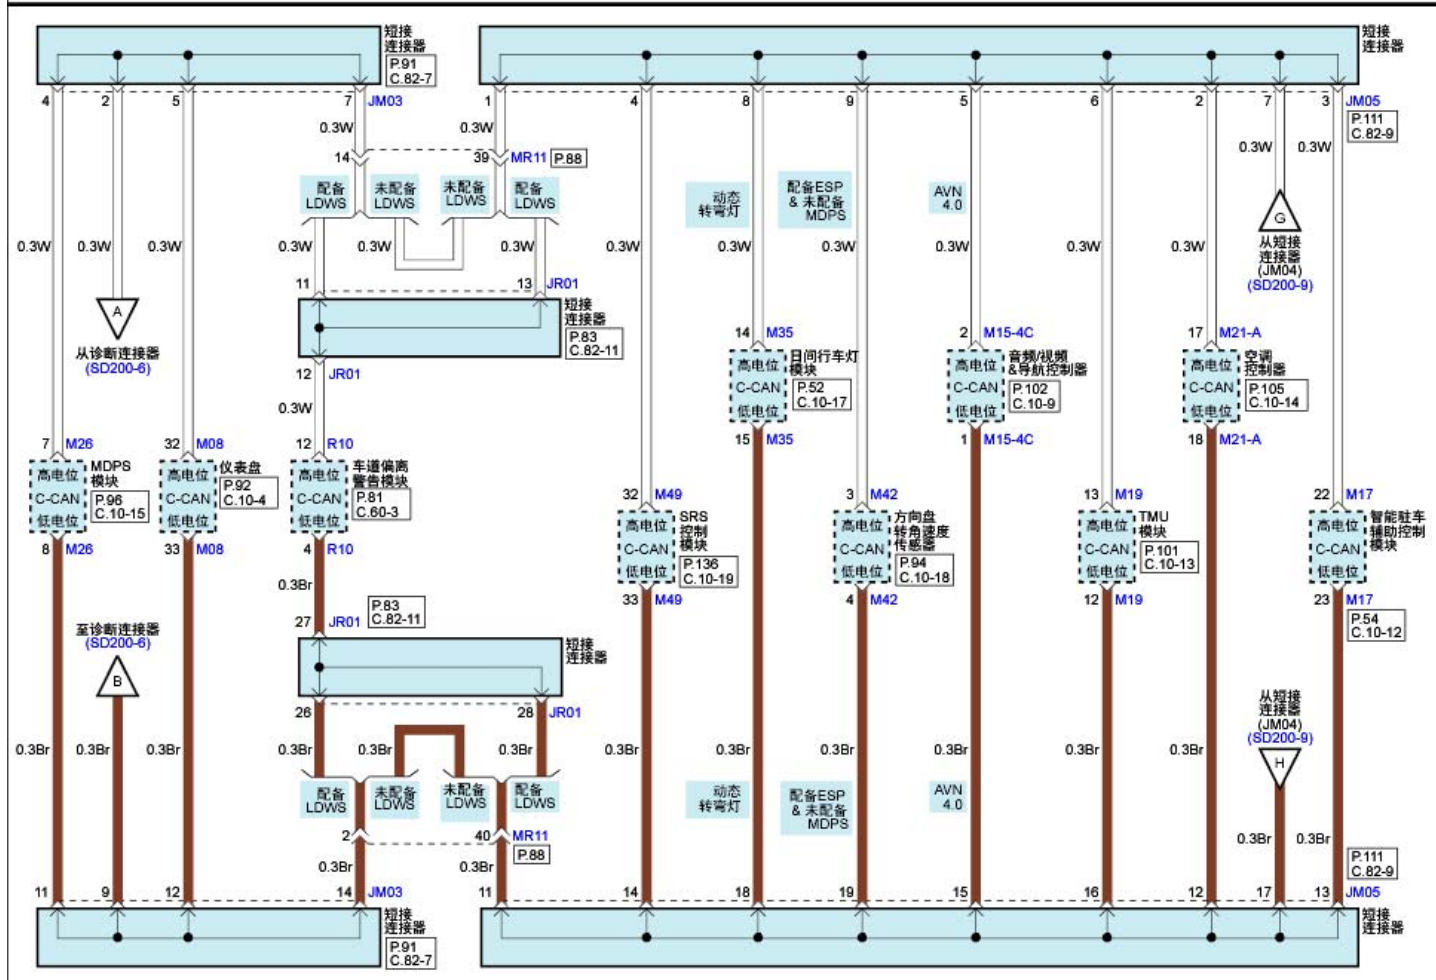 短接
连接器
P.91
C.82-7
短接
连接器
4
2
5
7
JM03
1
4
8
9
5
6
2
7
3
JM05
P.111
C.82-9
0.3W
0.3W
0.3W
0.3W
14
39
MR11
P.88
配备
LDWS
未配备
LDWS
未配备
LDWS
配备
LDWS
动态
转弯灯
配备ESP
& 未配备
MDPS
AVN
4.0
G
从短接
连接器
(JM04)
(SD200-9)
0.3W
0.3W
0.3W
0.3W
0.3W
0.3W
0.3W
0.3W
0.3W
0.3W
0.3W
0.3W
11
13
JR01
短接
连接器
P.83
C.82-11
A
从诊断连接器
(SD200-6)
12
JR01
0.3W
14
M35
高电位
C-CAN
低电位
日间行车灯
模块
P.52
C.10-17
15
M35
2
M15-4C
高电位
C-CAN
低电位
音频/视频
&导航控制器
P.102
C.10-9
1
M15-4C
17
M21-A
高电位
C-CAN
低电位
空调
控制器
P.105
C.10-14
18
M21-A
7
M26
高电位
C-CAN
低电位
MDPS
模块
P.96
C.10-15
8
M26
32
M08
高电位
C-CAN
低电位
仪表盘
P.92
C.10-4
33
M08
12
R10
高电位
C-CAN
低电位
车道偏离
警告模块
P.81
C.60-3
4
R10
32
M49
高电位
C-CAN
低电位
SRS
控制
模块
P.136
C.10-19
33
M49
3
M42
高电位
C-CAN
低电位
方向盘
转角速度
传感器
P.94
C.10-18
4
M42
13
M19
高电位
C-CAN
低电位
TMU
模块
P.101
C.10-13
12
M19
22
M17
高电位
C-CAN
低电位
智能驻车
辅助控制
模块
23
M17
P.54
C.10-12
0.3Br
P.83
C.82-11
27
JR01
短接
连接器
至诊断连接器
(SD200-6)
B
26
28
JR01
从短接
连接器
(JM04)
(SD200-9)
H
0.3Br
0.3Br
0.3Br
0.3Br
0.3Br
0.3Br
0.3Br
0.3Br
0.3Br
0.3Br
0.3Br
0.3Br
配备
LDWS
未配备
LDWS
未配备
LDWS
配备
LDWS
动态
转弯灯
配备ESP
& 未配备
MDPS
AVN
4.0
2
40
MR11
P.88
0.3Br
0.3Br
0.3Br
0.3Br
P.111
C.82-9
11
9
12
14
JM03
11
14
18
19
15
16
12
17
13
JM05
短接
连接器
P.91
C.82-7
短接
连接器